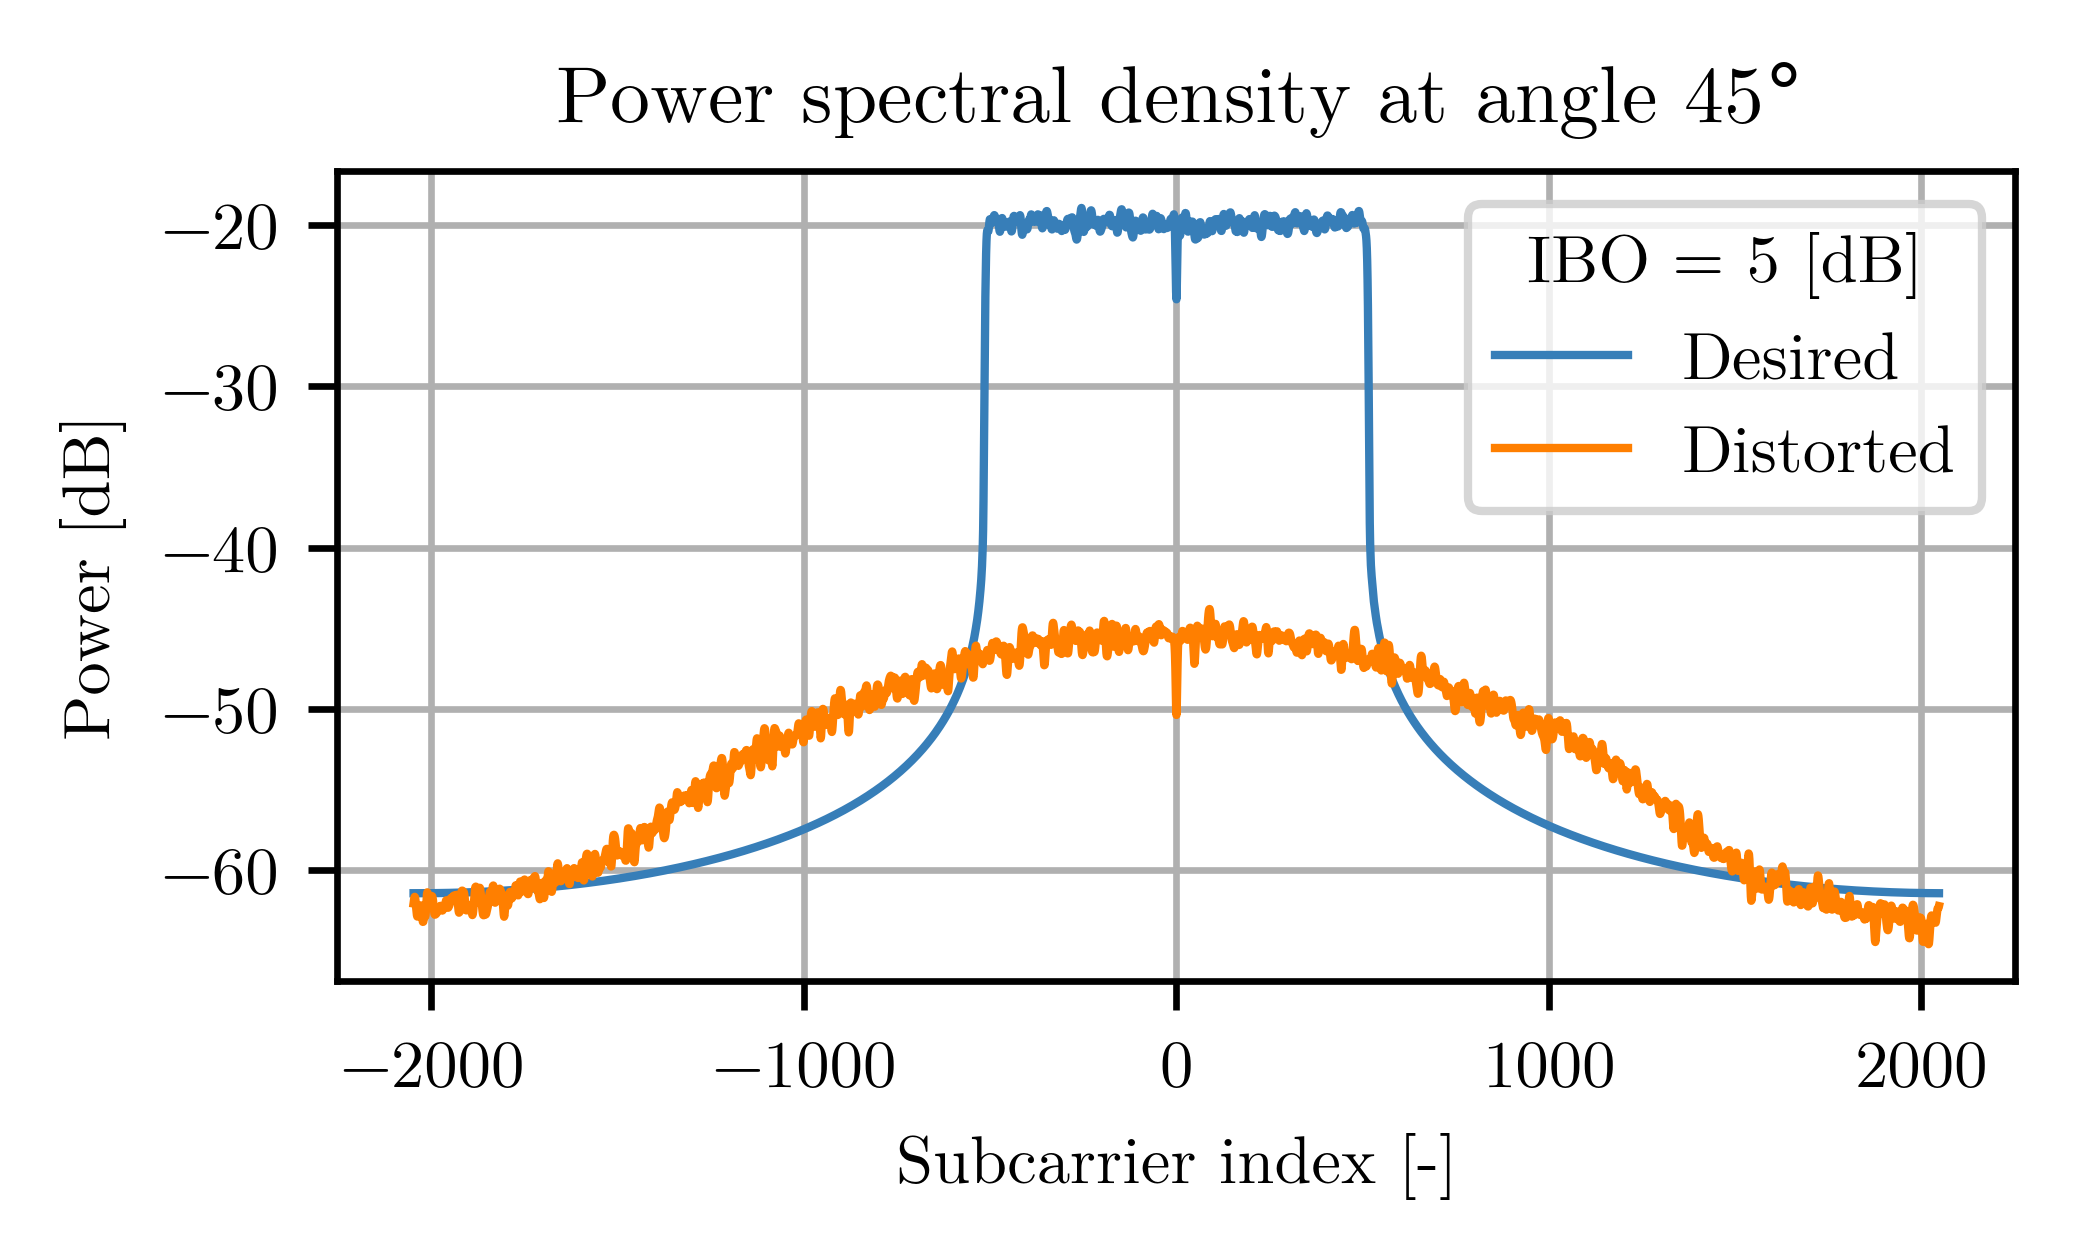 Power spectral density at angle 45°
Power [dB]
−20
−30
−40
−50
−60
IBO = 5 [dB]
Desired
Distorted
−2000 −1000 0 1000 2000
Subcarrier index [-]